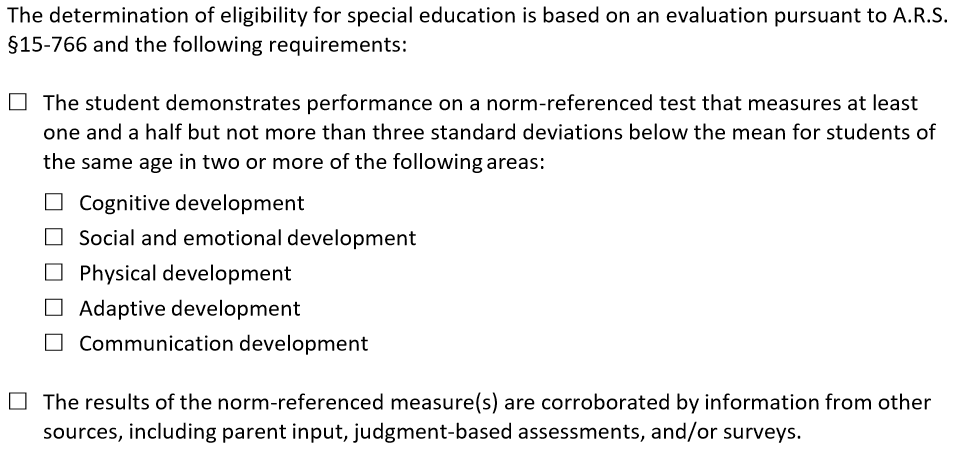 The determination of eligibility for special education is based on an evaluation pursuant to A.R.S.
§15-766 and the following requirements:
☐ The student demonstrates performance on a norm-referenced test that measures at least
one and a half but not more than three standard deviations below the mean for students of
the same age in two or more of the following areas:
☐ Cognitive development
☐ Social and emotional development
☐ Physical development
☐ Adaptive development
☐ Communication development
☐ The results of the norm-referenced measure(s) are corroborated by information from other
sources, including parent input, judgment-based assessments, and/or surveys.